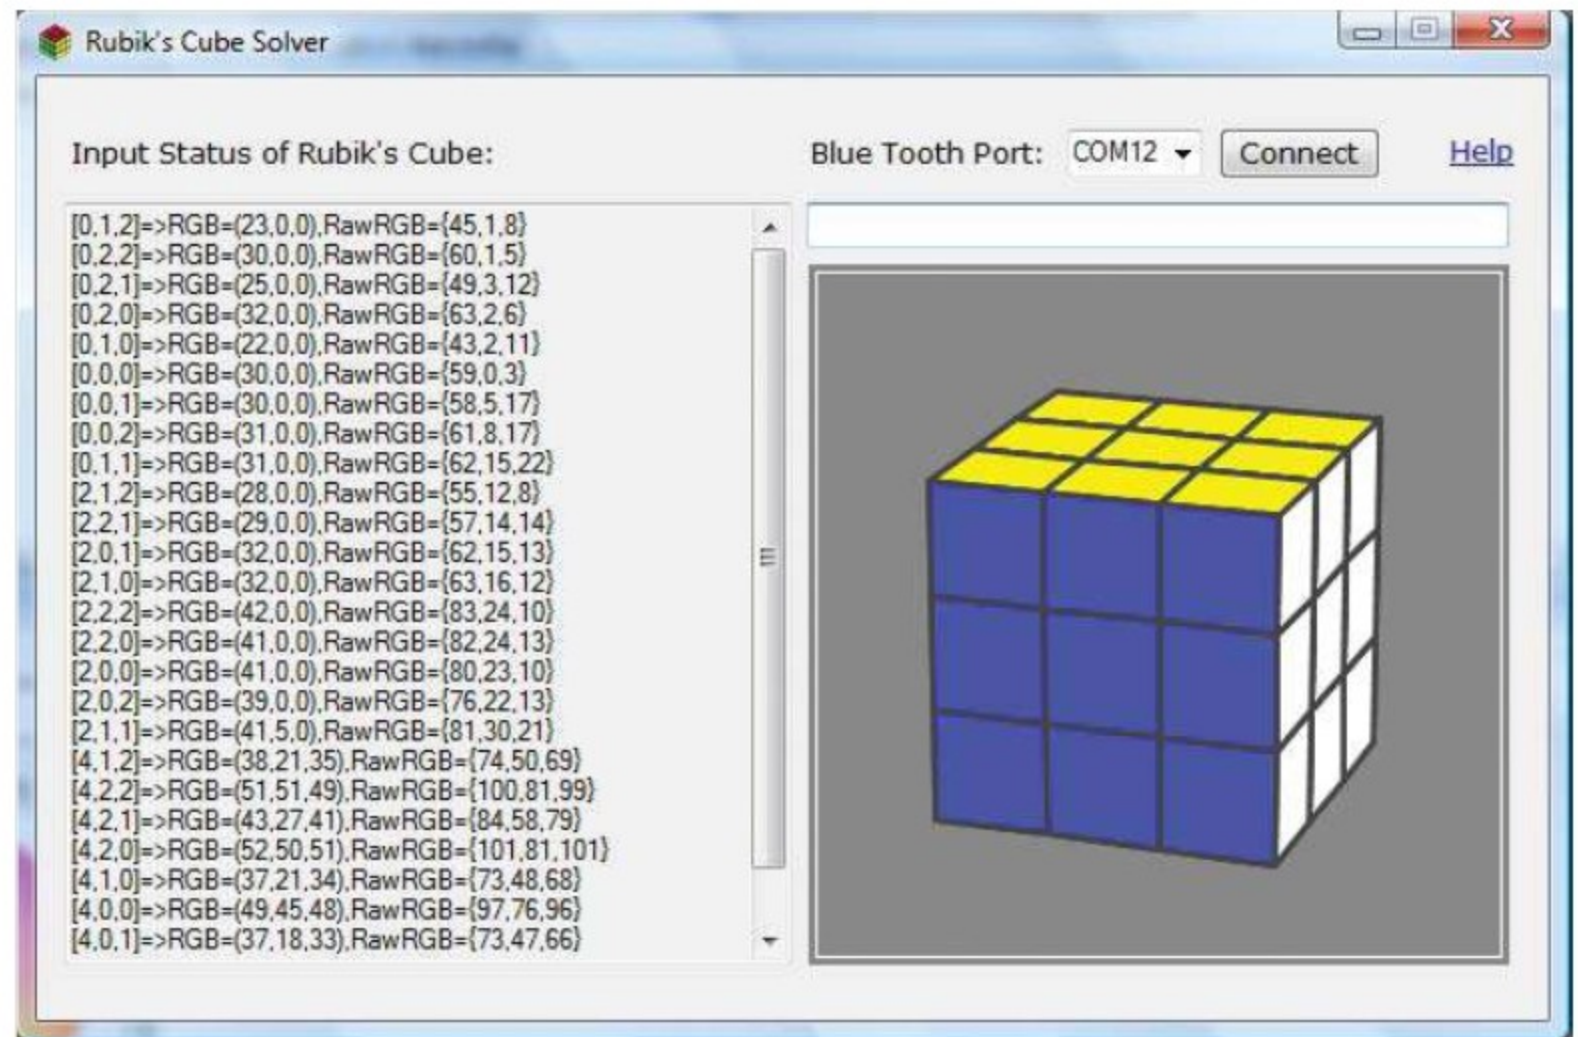 Rubik's Cube Solver
Input Status of Rubik's Cube:
Blue Tooth Port: COM12 Connect Help
[0,1,2]=>RGB=(23,0,0),RawRGB={45,1,8}
[0,2,2]=>RGB=(30,0,0),RawRGB={60,1,5}
[0,2,1]=>RGB=(25,0,0),RawRGB={49,3,12}
[0,2,0]=>RGB=(32,0,0),RawRGB={63,2,6}
[0,1,0]=>RGB=(22,0,0),RawRGB={43,2,11}
[0,0,0]=>RGB=(30,0,0),RawRGB={59,0,3}
[0,0,1]=>RGB=(30,0,0),RawRGB={58,5,17}
[0,0,2]=>RGB=(31,0,0),RawRGB={61,8,17}
[0,1,1]=>RGB=(31,0,0),RawRGB={62,15,22}
[2,1,2]=>RGB=(28,0,0),RawRGB={55,12,8}
[2,2,1]=>RGB=(29,0,0),RawRGB={57,14,14}
[2,0,1]=>RGB=(32,0,0),RawRGB={62,15,13}
[2,1,0]=>RGB=(32,0,0),RawRGB={63,16,12}
[2,2,2]=>RGB=(42,0,0),RawRGB={83,24,10}
[2,2,0]=>RGB=(41,0,0),RawRGB={82,24,13}
[2,0,0]=>RGB=(41,0,0),RawRGB={80,23,10}
[2,0,2]=>RGB=(39,0,0),RawRGB={76,22,13}
[2,1,1]=>RGB=(41,5,0),RawRGB={81,30,21}
[4,1,2]=>RGB=(38,21,35),RawRGB={74,50,69}
[4,2,2]=>RGB=(51,51,49),RawRGB={100,81,99}
[4,2,1]=>RGB=(43,27,41),RawRGB={84,58,79}
[4,2,0]=>RGB=(52,50,51),RawRGB={101,81,101}
[4,1,0]=>RGB=(37,21,34),RawRGB={73,48,68}
[4,0,0]=>RGB=(49,45,48),RawRGB={97,76,96}
[4,0,1]=>RGB=(37,18,33),RawRGB={73,47,66}